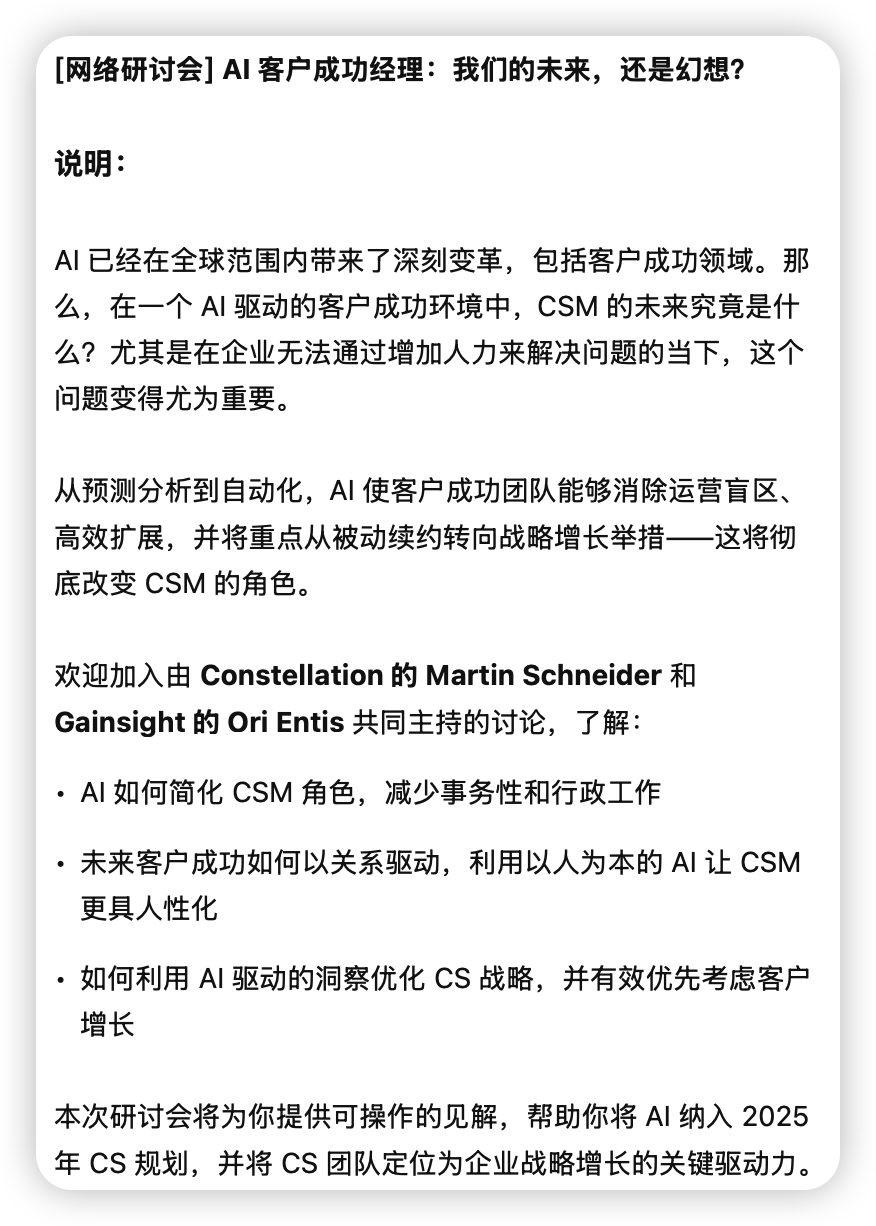 [网络研讨会] AI 客户成功经理：我们的未来，还是幻想？
说明：
AI 已经在全球范围内带来了深刻变革，包括客户成功领域。那
么，在一个 AI 驱动的客户成功环境中，CSM 的未来究竟是什
么？尤其是在企业无法通过增加人力来解决问题的当下，这个
问题变得尤为重要。
从预测分析到自动化，AI 使客户成功团队能够消除运营盲区、
高效扩展，并将重点从被动续约转向战略增长举措——这将彻
底改变 CSM 的角色。
欢迎加入由 Constellation 的 Martin Schneider 和
Gainsight 的 Ori Entis 共同主持的讨论，了解：
• AI 如何简化 CSM 角色，减少事务性和行政工作
• 未来客户成功如何以关系驱动，利用以人为本的 AI 让 CSM
更具人性化
• 如何利用 AI 驱动的洞察优化 CS 战略，并有效优先考虑客户
增长
本次研讨会将为你提供可操作的见解，帮助你将 AI 纳入 2025
年 CS 规划，并将 CS 团队定位为企业战略增长的关键驱动力。